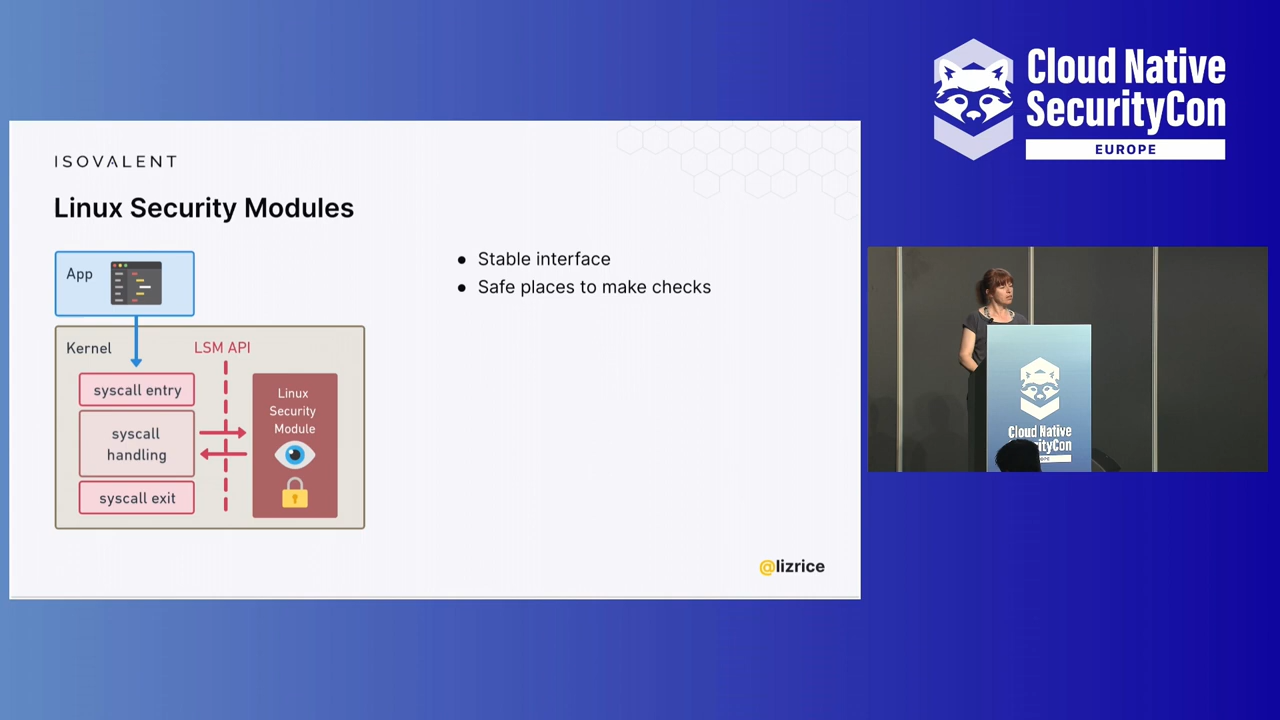 Cloud Native
SecurityCon
EUROPE
ISOVALENT
Linux Security Modules
App
Kernel
LSM API
syscall entry
syscall
handling
syscall exit
Linux
Security
Module
● Stable interface
● Safe places to make checks
@lizrice
Cloud Native